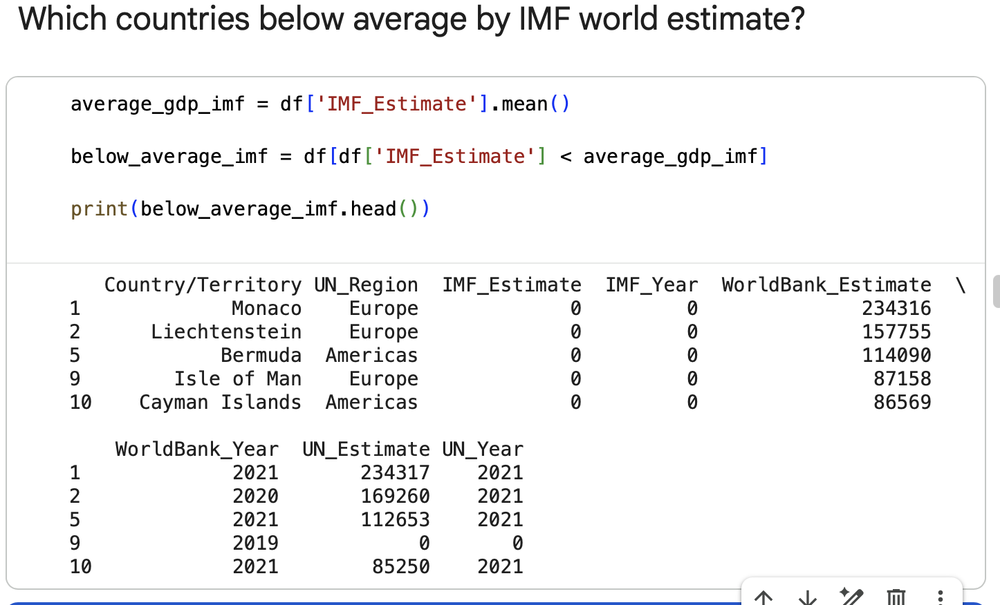 Which countries below average by IMF world estimate?
average_gdp_imf = df['IMF_Estimate'].mean()
below_average_imf = df[df['IMF_Estimate'] < average_gdp_imf]
print(below_average_imf.head())
Country/Territory UN_Region IMF_Estimate IMF_Year WorldBank_Estimate \
1 Monaco Europe 0 0 234316
2 Liechtenstein Europe 0 0 157755
5 Bermuda Americas 0 0 114090
9 Isle of Man Europe 0 0 87158
10 Cayman Islands Americas 0 0 86569
WorldBank_Year UN_Estimate UN_Year
1 2021 234317 2021
2 2020 169260 2021
5 2021 112653 2021
9 2019 0 0
10 2021 85250 2021